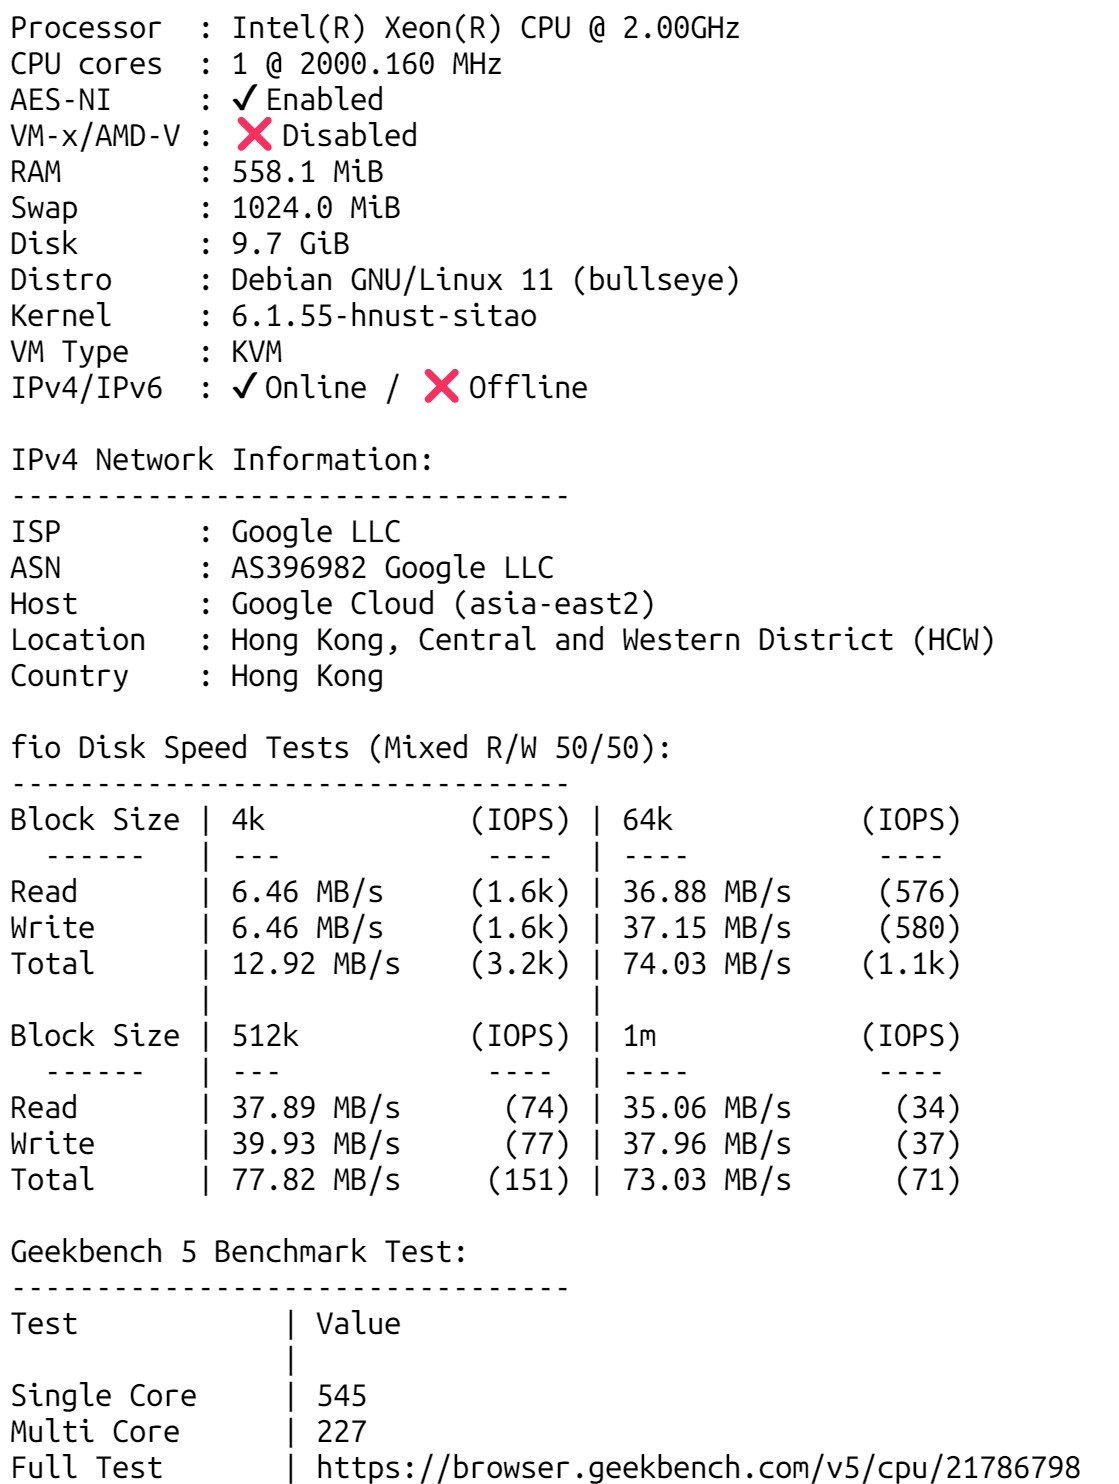 Processor  : Intel(R) Xeon(R) CPU @ 2.00GHz
CPU cores  : 1 @ 2000.160 MHz
AES-NI     : ✔ Enabled
VM-x/AMD-V : ❌ Disabled
RAM        : 558.1 MiB
Swap       : 1024.0 MiB
Disk       : 9.7 GiB
Distro     : Debian GNU/Linux 11 (bullseye)
Kernel     : 6.1.55-hnust-sitao
VM Type    : KVM
IPv4/IPv6  : ✔ Online / ❌ Offline

IPv4 Network Information:
---------------------------------
ISP        : Google LLC
ASN        : AS396982 Google LLC
Host       : Google Cloud (asia-east2)
Location   : Hong Kong, Central and Western District (HCW)
Country    : Hong Kong

fio Disk Speed Tests (Mixed R/W 50/50):
---------------------------------
Block Size | 4k            (IOPS) | 64k           (IOPS)
  ------   | ---            ----  | ----           ----
Read       | 6.46 MB/s     (1.6k) | 36.88 MB/s     (576)
Write      | 6.46 MB/s     (1.6k) | 37.15 MB/s     (580)
Total      | 12.92 MB/s    (3.2k) | 74.03 MB/s    (1.1k)
           |                      |
Block Size | 512k          (IOPS) | 1m            (IOPS)
  ------   | ---            ----  | ----           ----
Read       | 37.89 MB/s      (74) | 35.06 MB/s      (34)
Write      | 39.93 MB/s      (77) | 37.96 MB/s      (37)
Total      | 77.82 MB/s     (151) | 73.03 MB/s      (71)

Geekbench 5 Benchmark Test:
---------------------------------
Test            | Value
                |
Single Core     | 545
Multi Core      | 227
Full Test       | https://browser.geekbench.com/v5/cpu/21786798